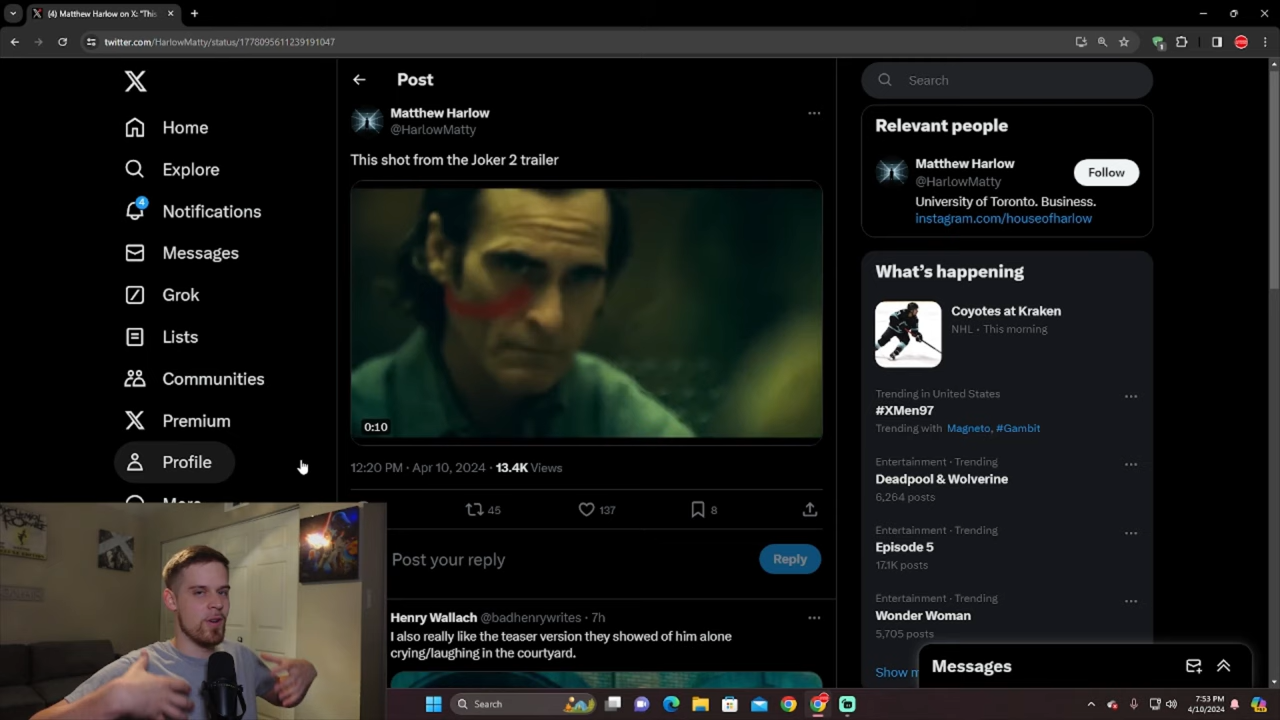 (4) Matthew Harlow on X: "This
twitter.com/HarlowMatty/status/1778095611239191047
Home
Explore
4
Notifications
Messages
Grok
Lists
Communities
Premium
Profile
Post
Matthew Harlow
@HarlowMatty
This shot from the Joker 2 trailer
0:10
12:20 PM · Apr 10, 2024 · 13.4K Views
45
137
8
Post your reply
Reply
Henry Wallach @badhenrywrites · 7h
I also really like the teaser version they showed of him alone
crying/laughing in the courtyard.
Search
Relevant people
Matthew Harlow
@HarlowMatty
Follow
University of Toronto. Business.
instagram.com/houseofharlow
What's happening
Coyotes at Kraken
NHL · This morning
Trending in United States
#XMen97
Trending with Magneto, #Gambit
Entertainment · Trending
Deadpool & Wolverine
6,264 posts
Entertainment · Trending
Episode 5
17.1K posts
Entertainment · Trending
Wonder Woman
5,705 posts
Messages
Search
7:53 PM
4/10/2024